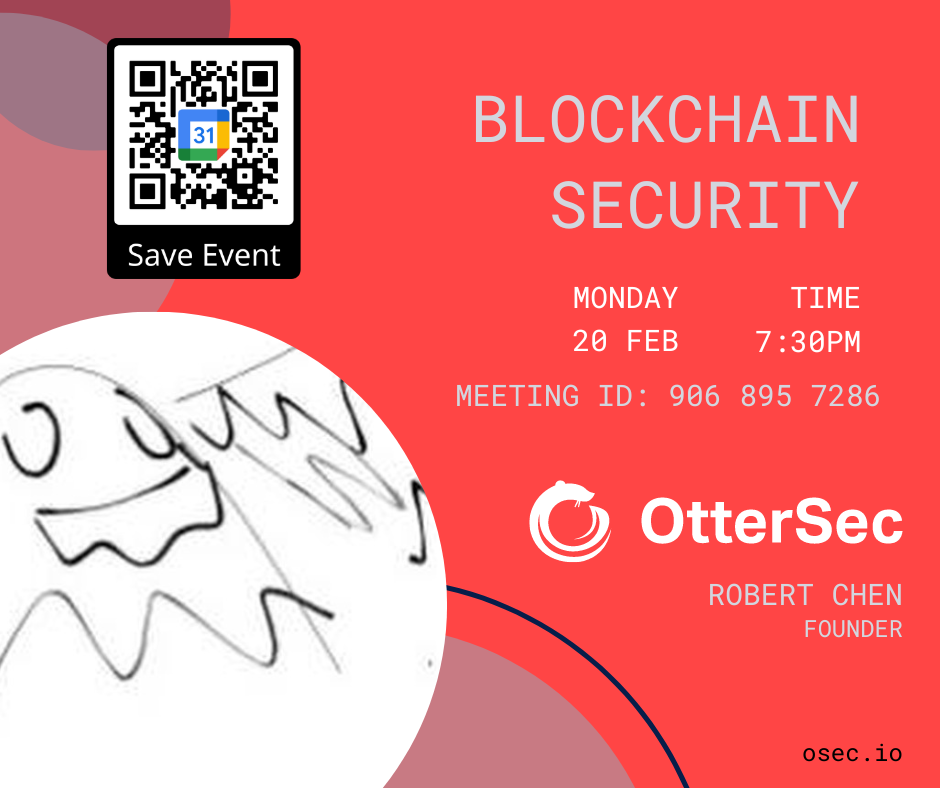 31
Save Event
BLOCKCHAIN
SECURITY
MONDAY
20 FEB
TIME
7:30PM
MEETING ID: 906 895 7286
OtterSec
ROBERT CHEN
FOUNDER
osec.io